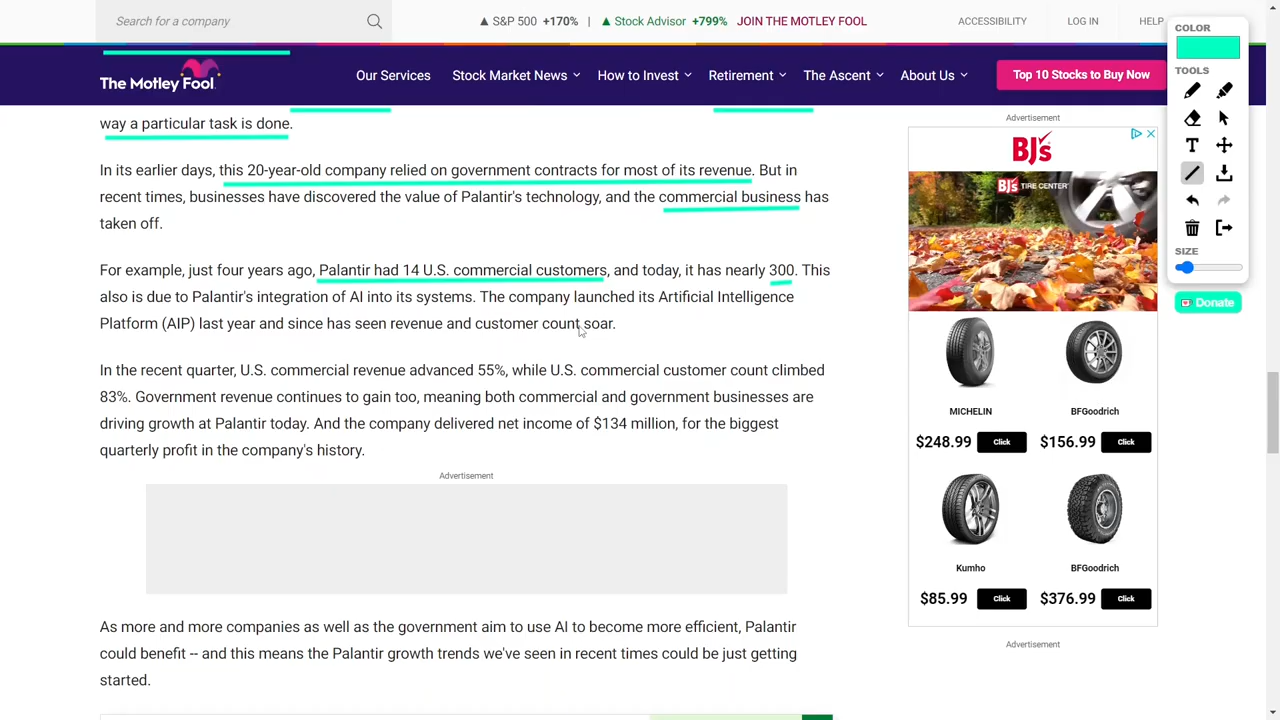 Search for a company
S&P 500 +170% | Stock Advisor +799% JOIN THE MOTLEY FOOL
ACCESSIBILITY LOG IN HELP
The Motley Fool.
Our Services Stock Market News How to Invest Retirement The Ascent About Us
Top 10 Stocks to Buy Now
way a particular task is done.
In its earlier days, this 20-year-old company relied on government contracts for most of its revenue. But in
recent times, businesses have discovered the value of Palantir's technology, and the commercial business has
taken off.
For example, just four years ago, Palantir had 14 U.S. commercial customers, and today, it has nearly 300. This
also is due to Palantir's integration of AI into its systems. The company launched its Artificial Intelligence
Platform (AIP) last year and since has seen revenue and customer count soar.
In the recent quarter, U.S. commercial revenue advanced 55%, while U.S. commercial customer count climbed
83%. Government revenue continues to gain too, meaning both commercial and government businesses are
driving growth at Palantir today. And the company delivered net income of $134 million, for the biggest
quarterly profit in the company's history.
Advertisement
As more and more companies as well as the government aim to use AI to become more efficient, Palantir
could benefit -- and this means the Palantir growth trends we've seen in recent times could be just getting
started.
Advertisement
BJs
BJs TIRE CENTER
MICHELIN BFGoodrich
$248.99 Click $156.99 Click
Kumho BFGoodrich
$85.99 Click $376.99 Click
Advertisement
COLOR
TOOLS
T
SIZE
Donate